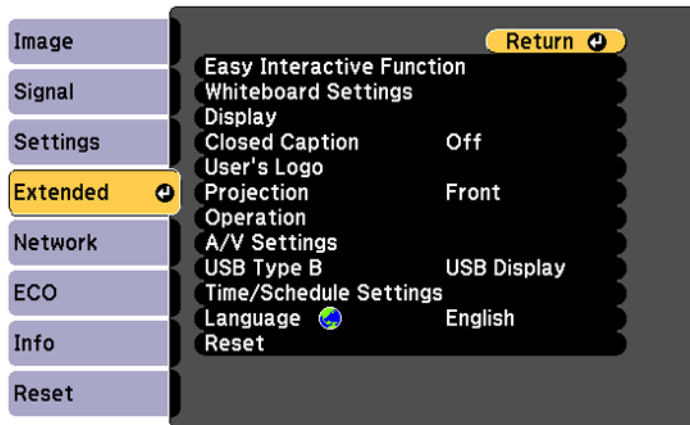 Image
Signal
Settings
Extended
Network
ECO
Info
Reset
Return
Easy Interactive Function
Whiteboard Settings
Display
Closed Caption Off
User's Logo
Projection Front
Operation
A/V Settings
USB Type B USB Display
Time/Schedule Settings
Language English
Reset